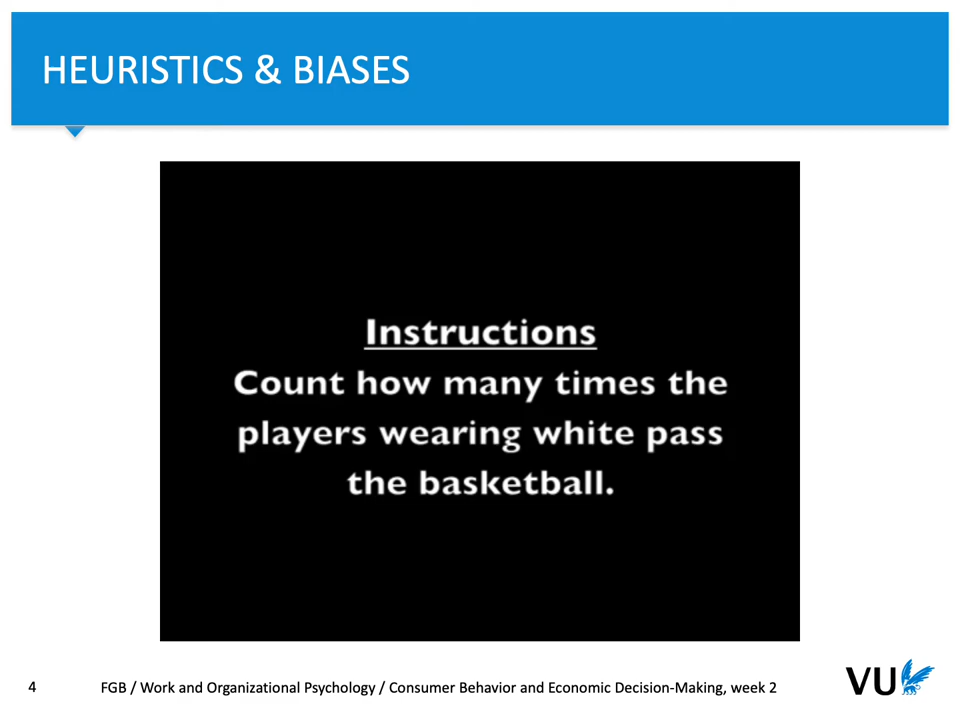 HEURISTICS & BIASES
Instructions
Count how many times the
players wearing white pass
the basketball.
4
FGB / Work and Organizational Psychology / Consumer Behavior and Economic Decision-Making, week 2
VU